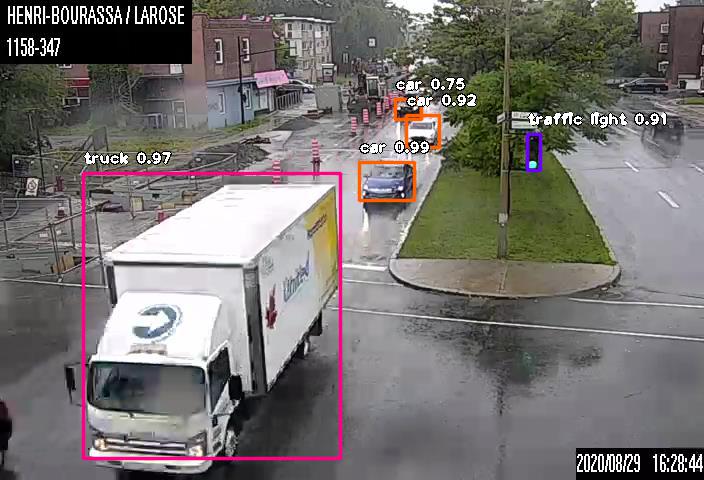 HENRI-BOURASSA / LAROSE
1158-347
car 0.75
car 0.92
traffic light 0.91
car 0.99
truck 0.97
2020/08/29 16:28:44